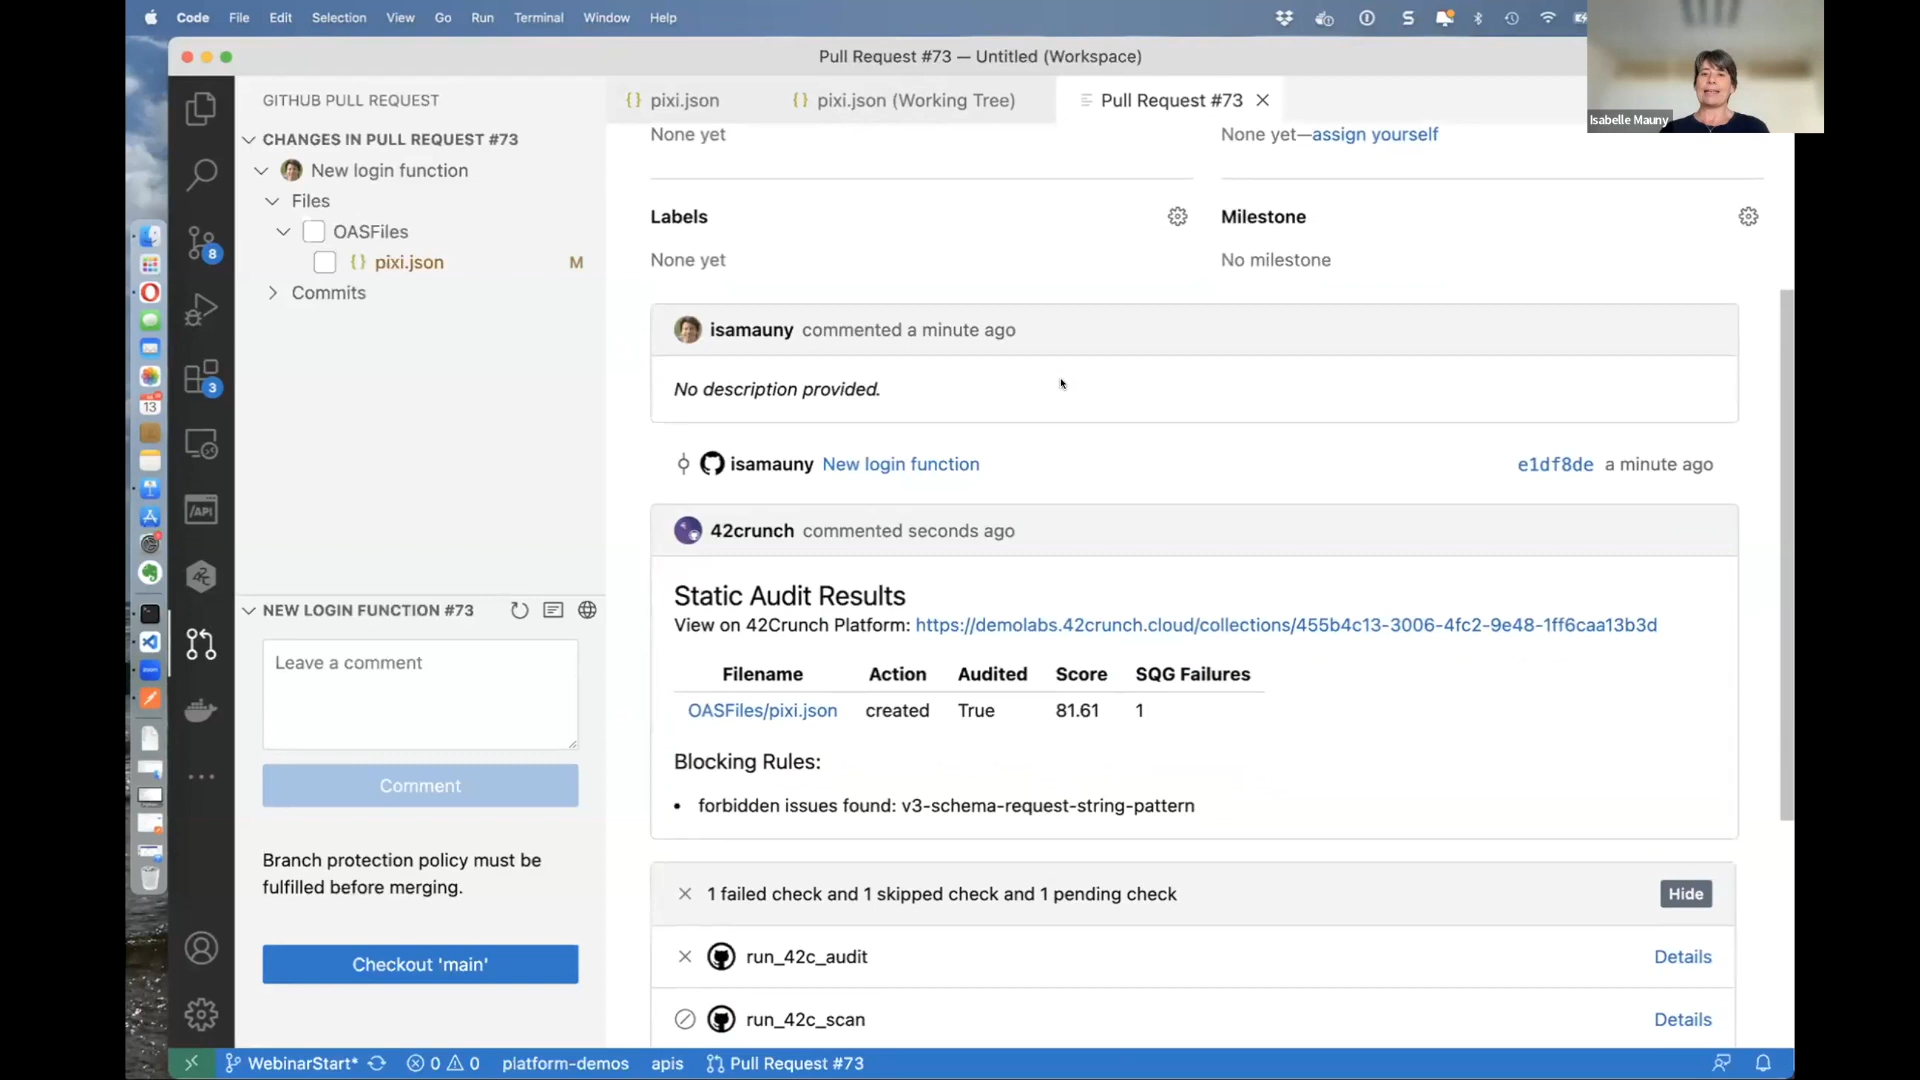 Code File Edit Selection View Go Run Terminal Window Help
Pull Request #73 — Untitled (Workspace)
Isabelle Mauny
GITHUB PULL REQUEST
pixi.json
pixi.json (Working Tree)
Pull Request #73
CHANGES IN PULL REQUEST #73
New login function
Files
OASFiles
pixi.json M
Commits
8
3
13
/API
None yet
None yet—assign yourself
Labels
Milestone
None yet
No milestone
isamauny commented a minute ago
No description provided.
isamauny New login function e1df8de a minute ago
42crunch commented seconds ago
Static Audit Results
View on 42Crunch Platform: https://demolabs.42crunch.cloud/collections/455b4c13-3006-4fc2-9e48-1ff6caa13b3d
Filename Action Audited Score SQG Failures
OASFiles/pixi.json created True 81.61 1
Blocking Rules:
• forbidden issues found: v3-schema-request-string-pattern
1 failed check and 1 skipped check and 1 pending check Hide
run_42c_audit Details
run_42c_scan Details
NEW LOGIN FUNCTION #73
Leave a comment
Comment
Branch protection policy must be
fulfilled before merging.
Checkout 'main'
WebinarStart* 0 0 platform-demos apis Pull Request #73